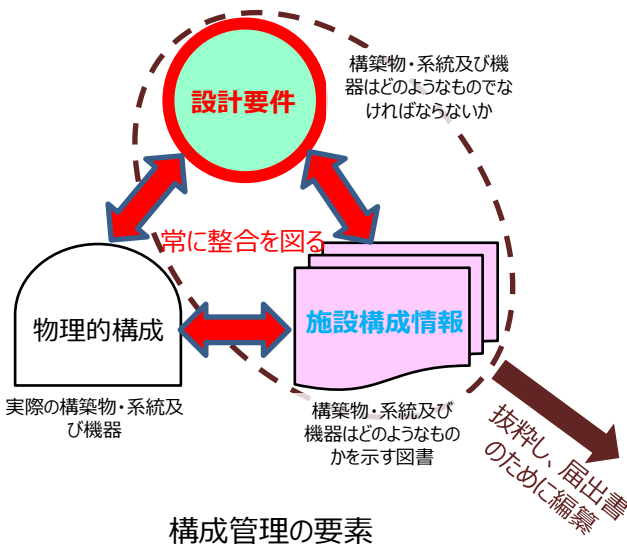 設計要件
構築物・系統及び機
器はどのようなものでな
ければならないか
常に整合を図る
物理的構成
施設構成情報
実際の構築物・系統及
び機器
構築物・系統及び
機器はどのようなもの
かを示す図書
抜粋し、届出書
のために編纂
構成管理の要素